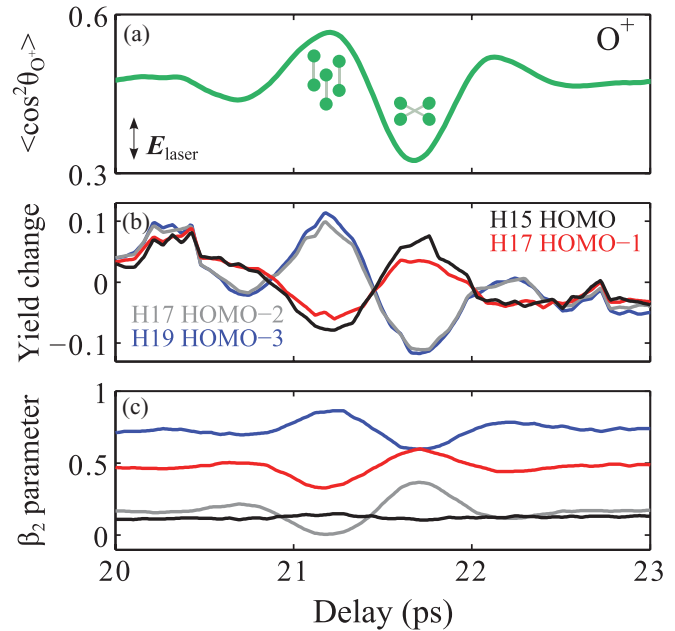 0.6
(a)
O+
<cos²θO+>
Elaser
0.3
(b)
H15 HOMO
H17 HOMO−1
0.1
0
−0.1
Yield change
H17 HOMO−2
H19 HOMO−3
(c)
1
0.5
0
β₂ parameter
20 21 22 23
Delay (ps)